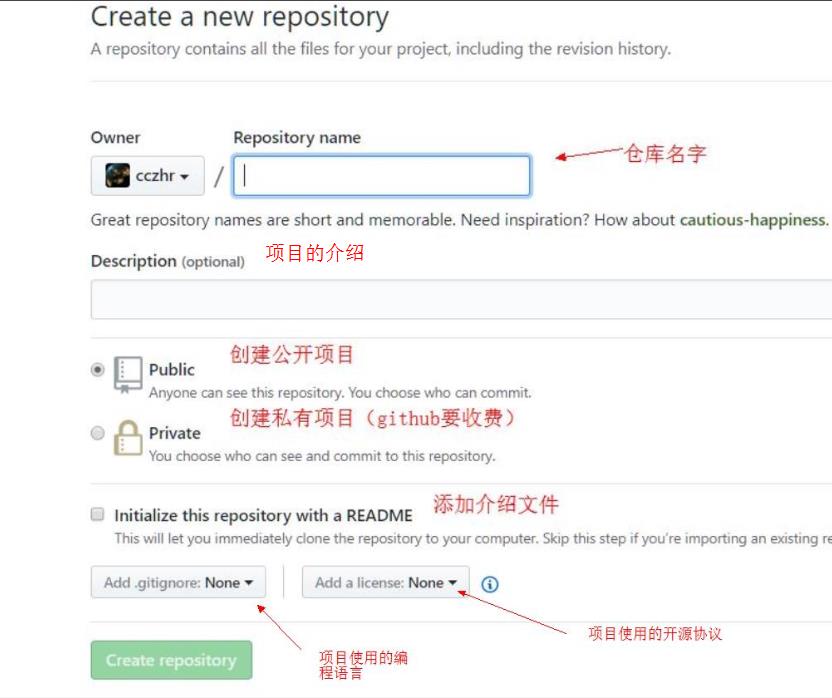 Create a new repository
A repository contains all the files for your project, including the revision history.
Owner
Repository name
cczhr
/
仓库名字
Great repository names are short and memorable. Need inspiration? How about cautious-happiness.
Description (optional)
项目的介绍
创建公开项目
Public
Anyone can see this repository. You choose who can commit.
创建私有项目（github要收费）
Private
You choose who can see and commit to this repository.
Initialize this repository with a README
添加介绍文件
This will let you immediately clone the repository to your computer. Skip this step if you’re importing an existing re
Add .gitignore: None
Add a license: None
项目使用的开源协议
Create repository
项目使用的编
程语言